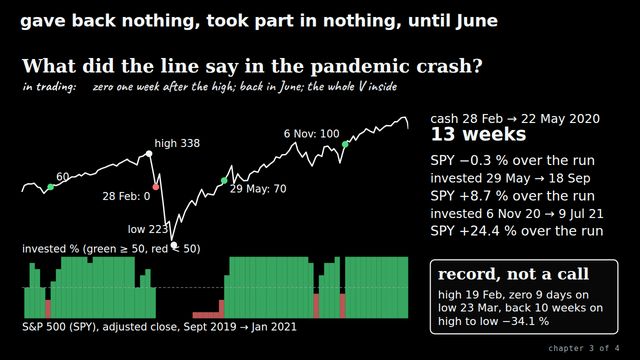 gave back nothing, took part in nothing, until June
What did the line say in the pandemic crash?
in trading: zero one week after the high; back in June; the whole V inside
high 338
6 Nov: 100
60
28 Feb: 0
29 May: 70
low 223
invested % (green ≥ 50, red < 50)
S&P 500 (SPY), adjusted close, Sept 2019 → Jan 2021
cash 28 Feb → 22 May 2020
13 weeks
SPY −0.3 % over the run
invested 29 May → 18 Sep
SPY +8.7 % over the run
invested 6 Nov 20 → 9 Jul 21
SPY +24.4 % over the run
record, not a call
high 19 Feb, zero 9 days on
low 23 Mar, back 10 weeks on
high to low −34.1 %
chapter 3 of 4